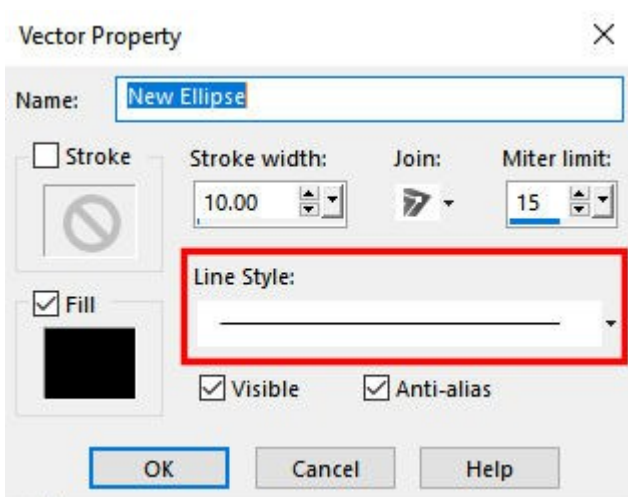 Vector Property
Name: New Ellipse
Stroke Stroke width: Join: Miter limit:
10.00 15
Line Style:
Fill
Visible Anti-alias
OK Cancel Help